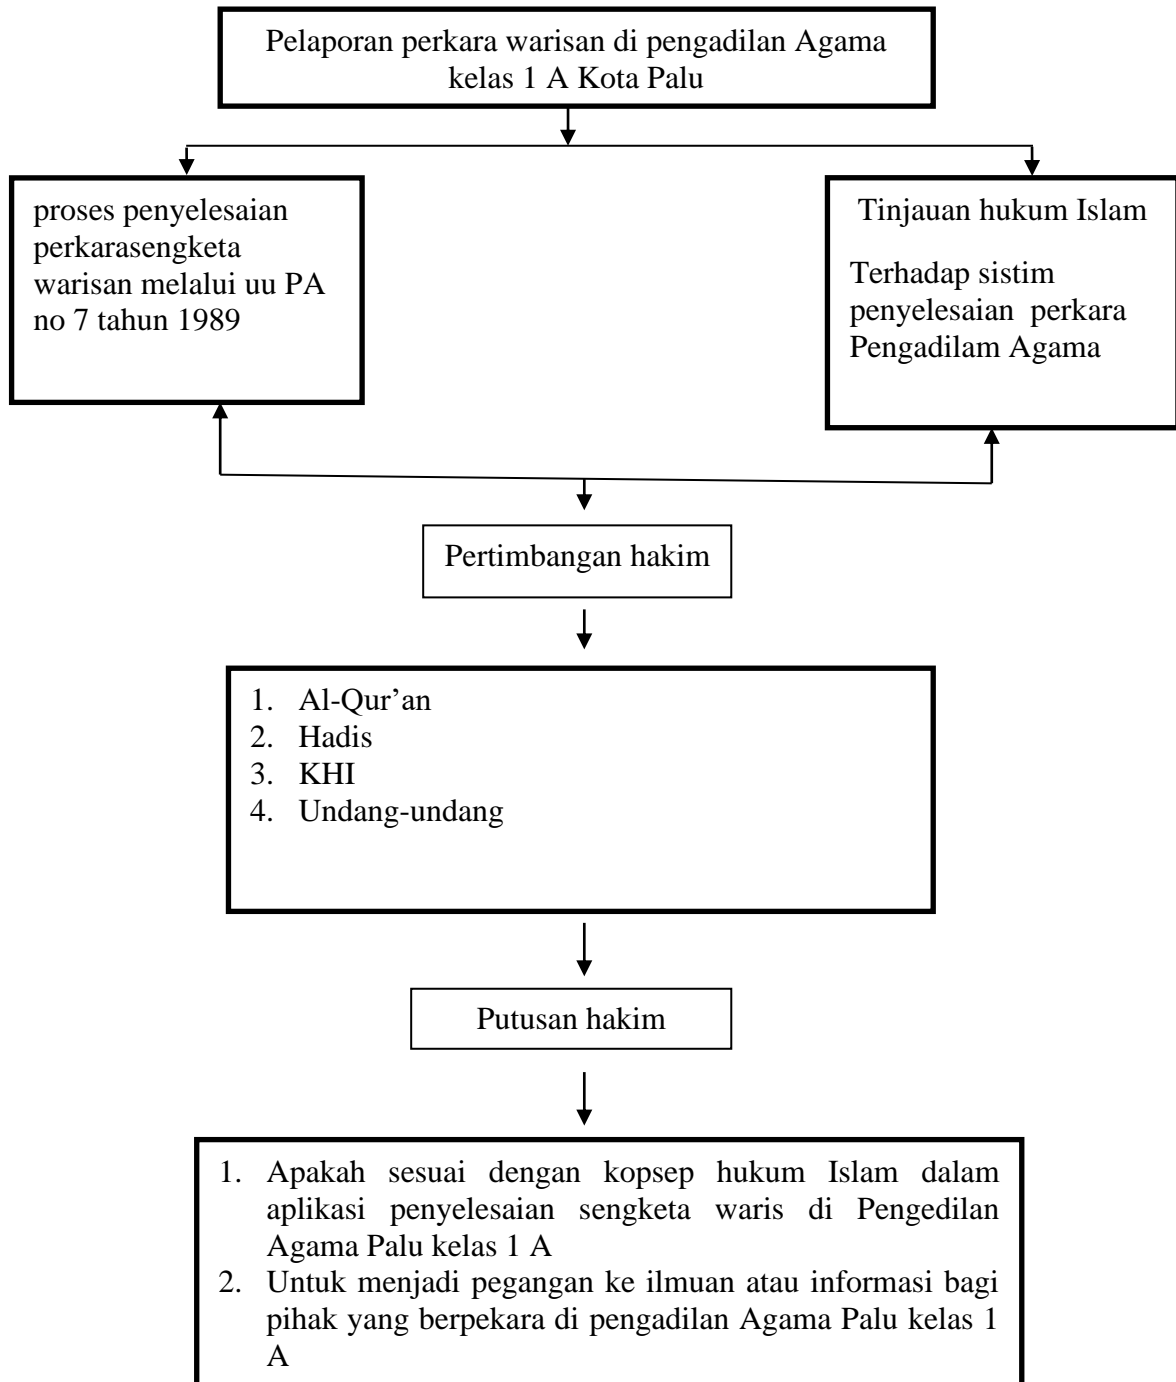 Pelaporan perkara warisan di pengadilan Agama
kelas 1 A Kota Palu
proses penyelesaian
perkarasengketa
warisan melalui uu PA
no 7 tahun 1989
Tinjauan hukum Islam
Terhadap sistim
penyelesaian perkara
Pengadilam Agama
Pertimbangan hakim
1. Al-Qur’an
2. Hadis
3. KHI
4. Undang-undang
Putusan hakim
1. Apakah sesuai dengan kopsep hukum Islam dalam
aplikasi penyelesaian sengketa waris di Pengedilan
Agama Palu kelas 1 A
2. Untuk menjadi pegangan ke ilmuan atau informasi bagi
pihak yang berpekara di pengadilan Agama Palu kelas 1
A